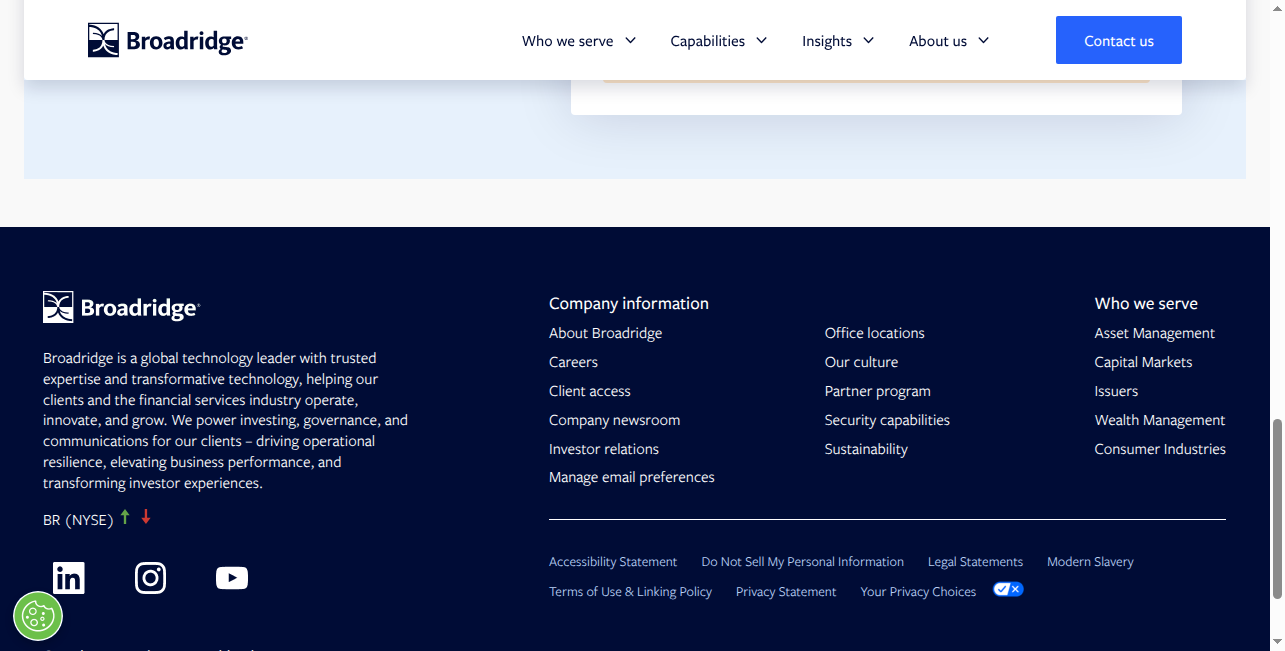 Broadridge®
Who we serve
Capabilities
Insights
About us
Contact us
Broadridge®
Broadridge is a global technology leader with trusted
expertise and transformative technology, helping our
clients and the financial services industry operate,
innovate, and grow. We power investing, governance, and
communications for our clients – driving operational
resilience, elevating business performance, and
transforming investor experiences.
BR (NYSE)
in
Company information
About Broadridge
Careers
Client access
Company newsroom
Investor relations
Manage email preferences
Office locations
Our culture
Partner program
Security capabilities
Sustainability
Who we serve
Asset Management
Capital Markets
Issuers
Wealth Management
Consumer Industries
Accessibility Statement
Do Not Sell My Personal Information
Legal Statements
Modern Slavery
Terms of Use & Linking Policy
Privacy Statement
Your Privacy Choices